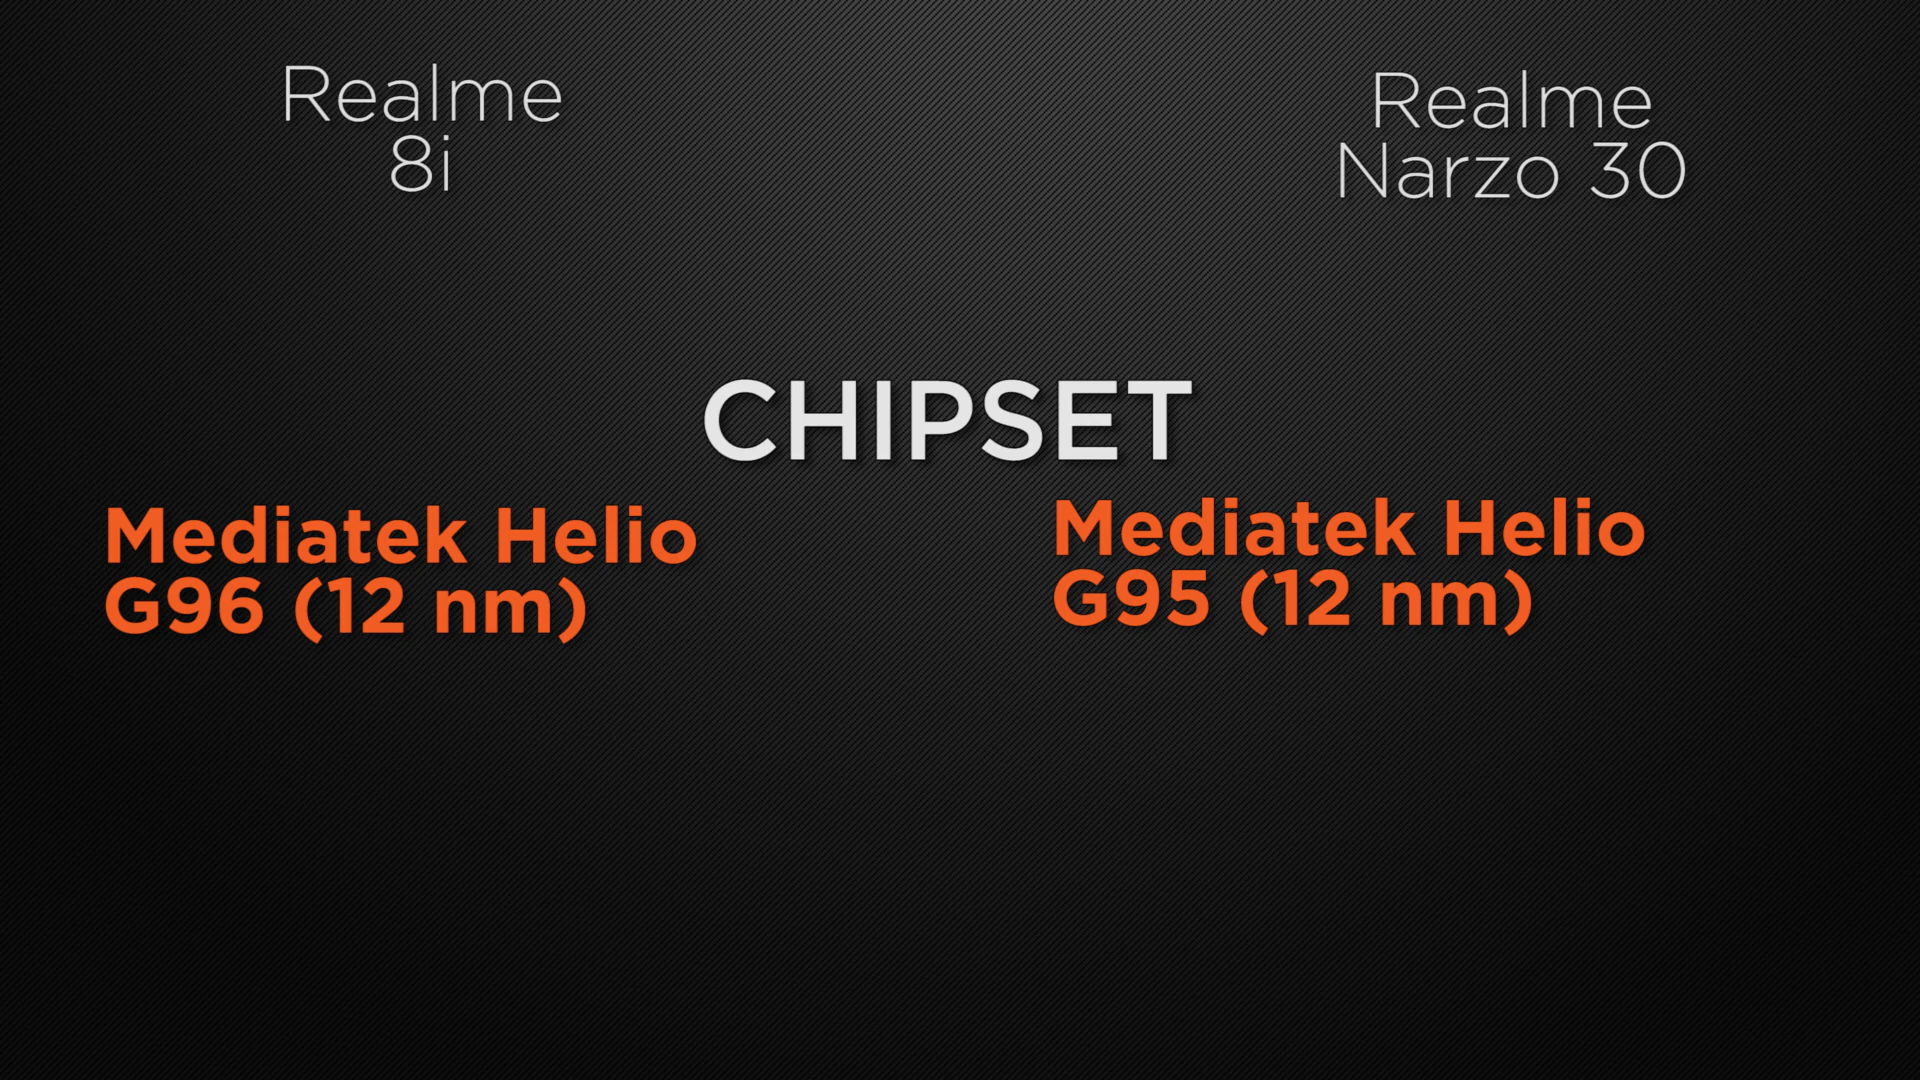 Realme
8i
Realme
Narzo 30
CHIPSET
Mediatek Helio
G96 (12 nm)
Mediatek Helio
G95 (12 nm)